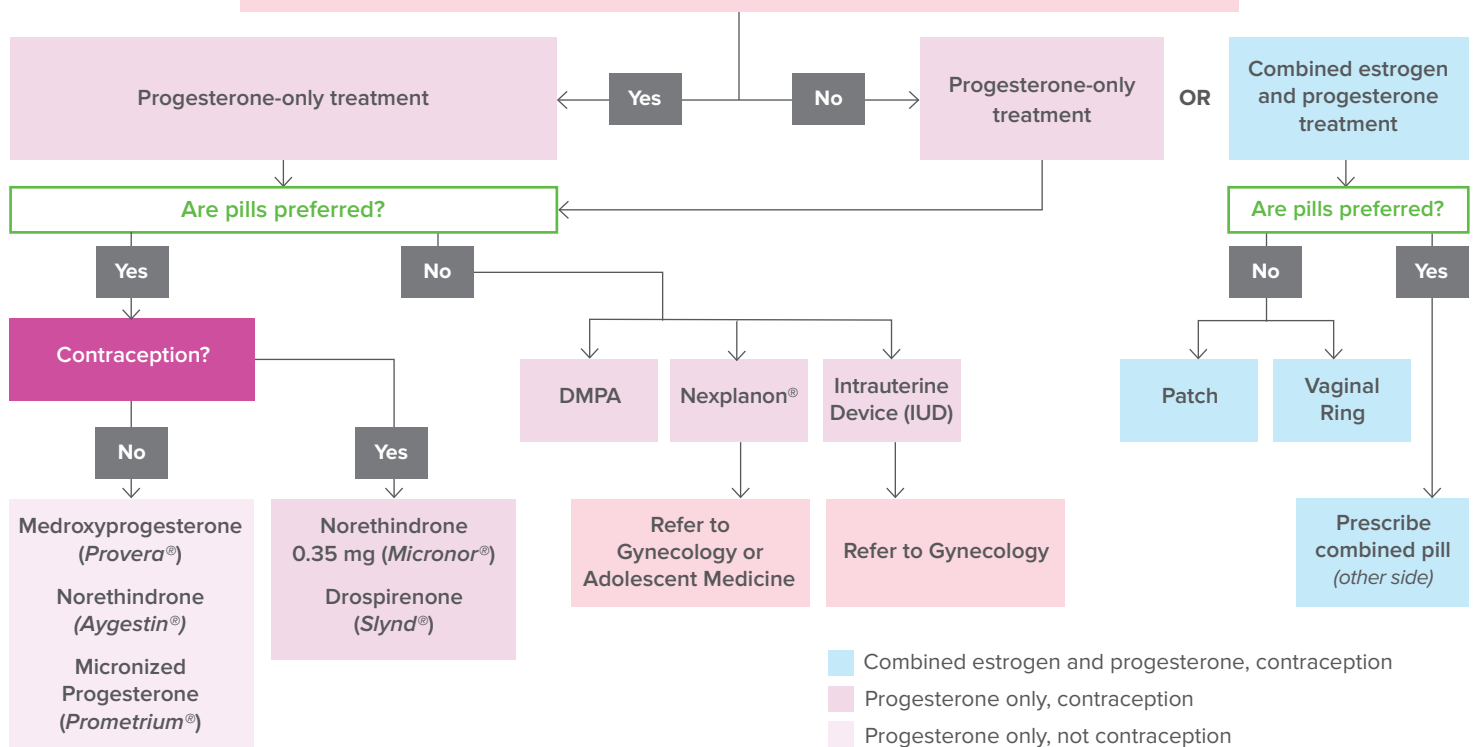 Progesterone-only treatment
Yes
No
Progesterone-only
treatment
OR
Combined estrogen
and progesterone
treatment
Are pills preferred?
Are pills preferred?
Yes
No
No
Yes
Contraception?
DMPA
Nexplanon®
Intrauterine
Device (IUD)
Patch
Vaginal
Ring
No
Yes
Medroxyprogesterone
(Provera®)
Norethindrone
(Aygestin®)
Micronized
Progesterone
(Prometrium®)
Norethindrone
0.35 mg (Micronor®)
Drospirenone
(Slynd®)
Refer to
Gynecology or
Adolescent Medicine
Refer to Gynecology
Prescribe
combined pill
(other side)
Combined estrogen and progesterone, contraception
Progesterone only, contraception
Progesterone only, not contraception